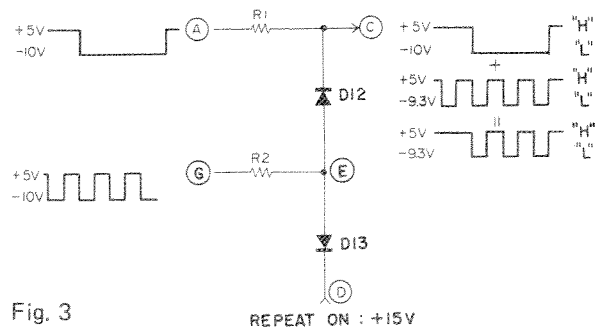 R1
+5V
-10V
A
C
+5V
-10V
"H"
"L"
+
+5V
-9.3V
"H"
"L"
D12
"
+5V
-9.3V
"H"
"L"
R2
G
E
+5V
-10V
D13
D
Fig. 3
REPEAT ON : +15V